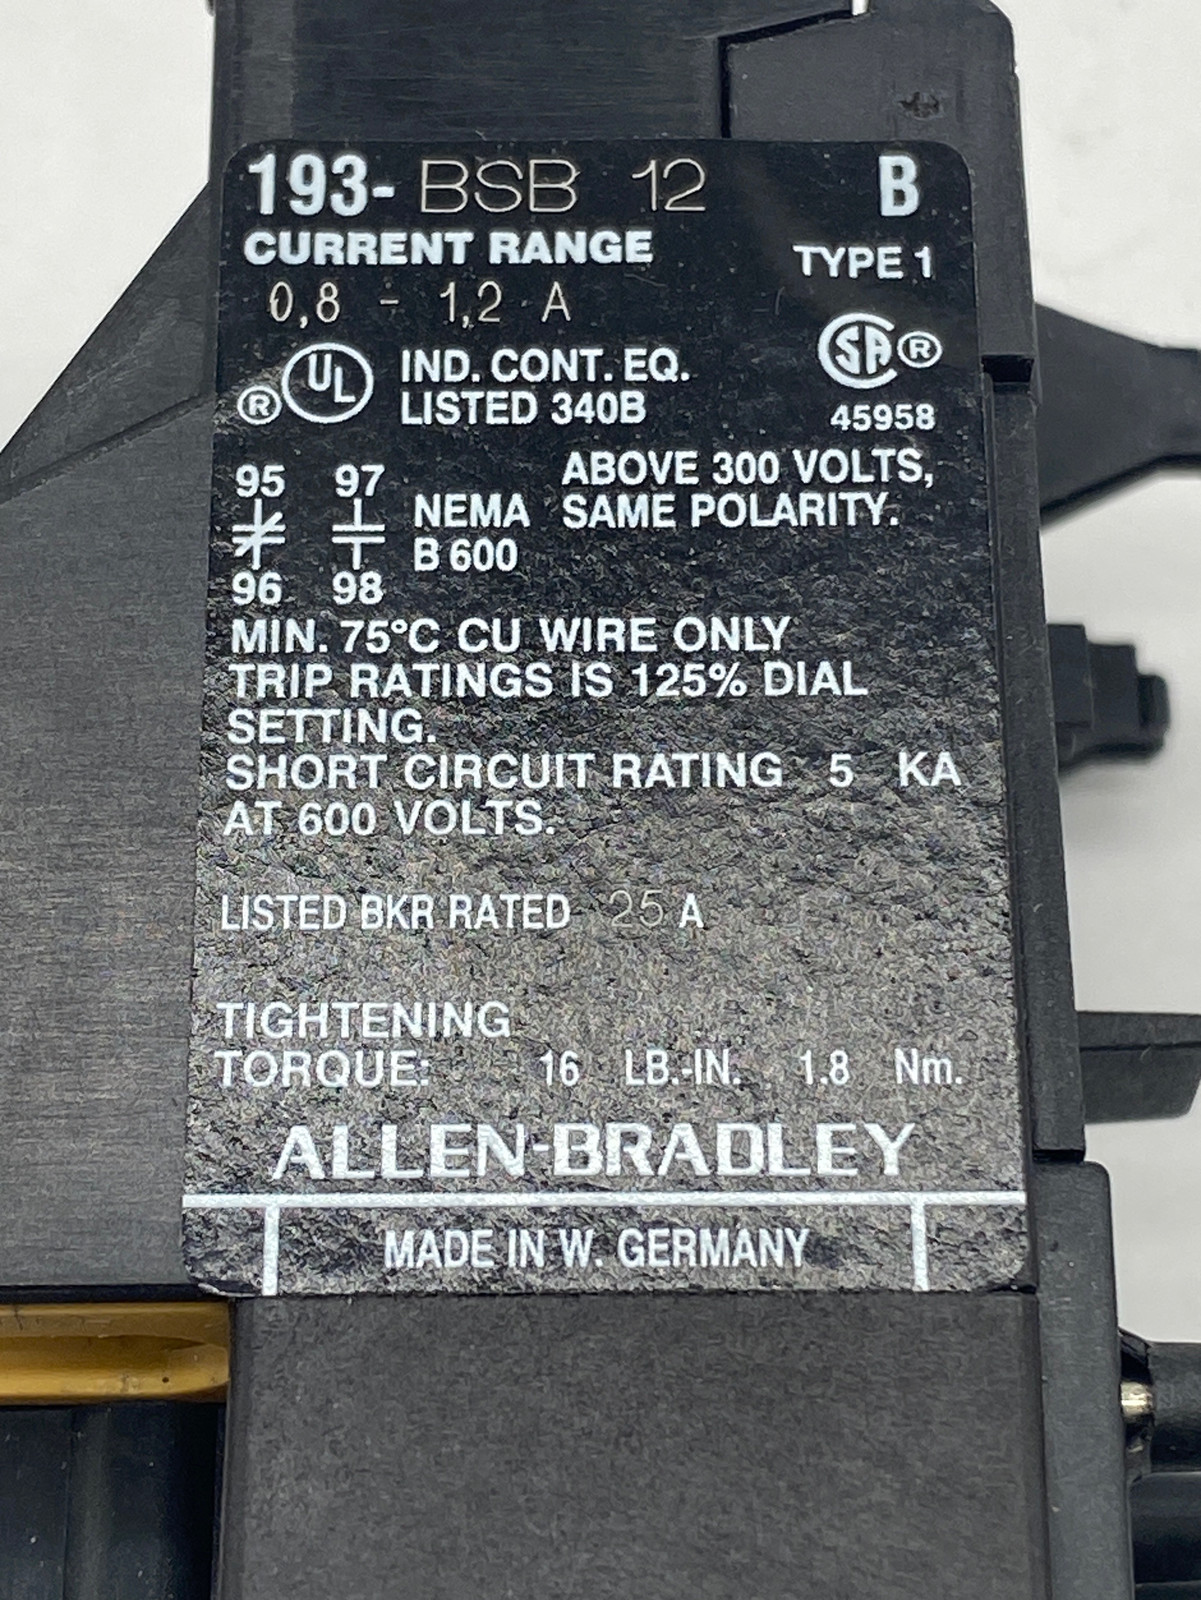 193- BSB 12 B
CURRENT RANGE TYPE 1
0,8 - 1,2 A
® UL IND. CONT. EQ. SA ®
LISTED 340B 45958
95 97 ABOVE 300 VOLTS,
NEMA SAME POLARITY.
B 600
96 98
MIN. 75°C CU WIRE ONLY
TRIP RATINGS IS 125% DIAL
SETTING.
SHORT CIRCUIT RATING 5 KA
AT 600 VOLTS.
LISTED BKR RATED 25 A
TIGHTENING
TORQUE: 16 LB.-IN. 1.8 Nm.
ALLEN-BRADLEY
MADE IN W. GERMANY